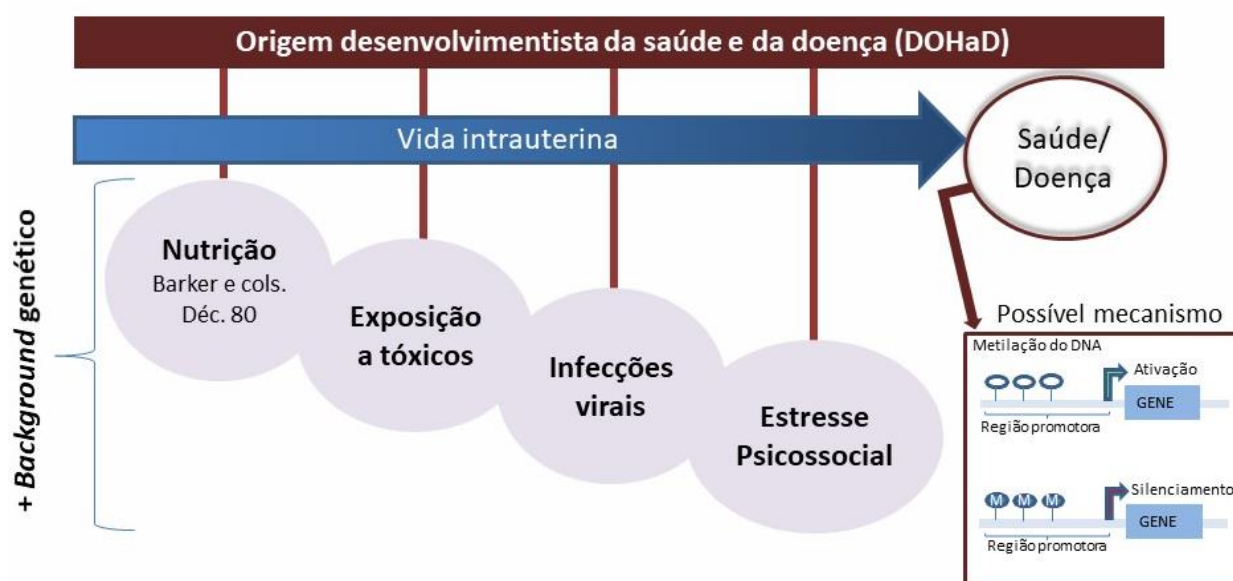 Origem desenvolvimentista da saúde e da doença (DOHaD)
Vida intrauterina
Saúde/
Doença
+ Background genético
Nutrição
Barker e cols.
Déc. 80
Exposição
a tóxicos
Infecções
virais
Estresse
Psicossocial
Possível mecanismo
Metilação do DNA
Ativação
GENE
Região promotora
M M M
Silenciamento
GENE
Região promotora